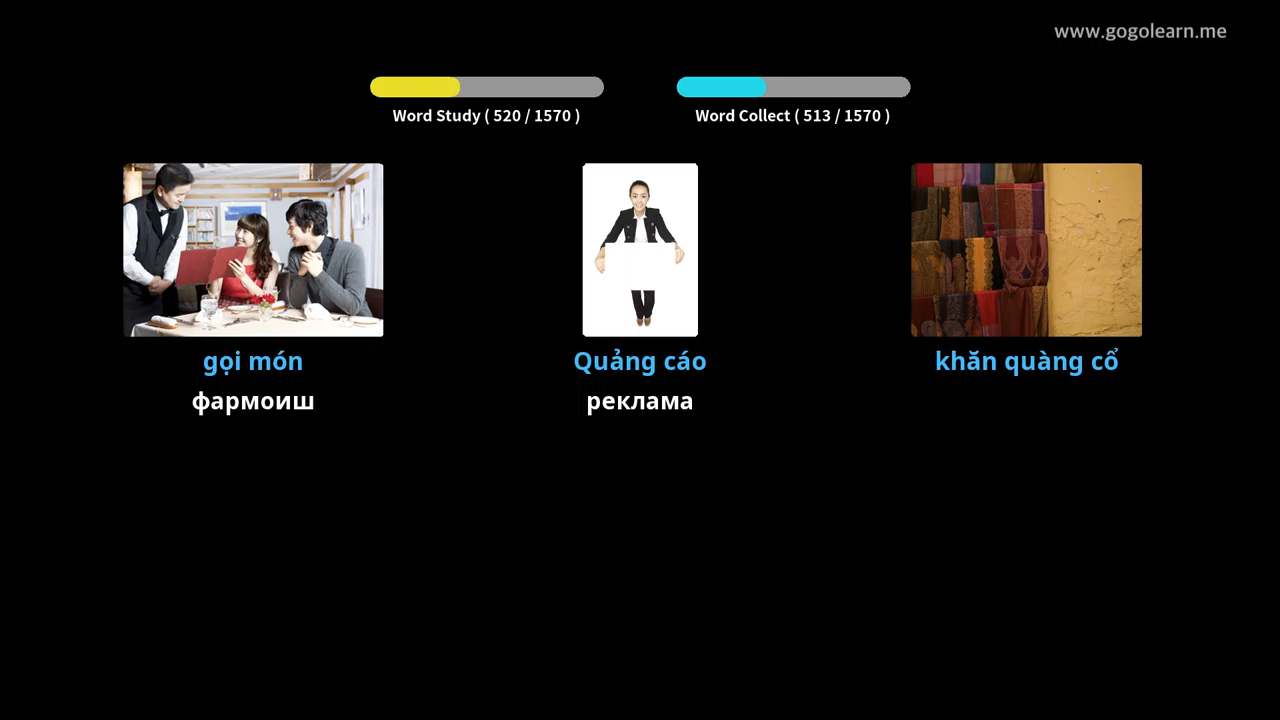 www.gogolearn.me
Word Study ( 520 / 1570 )
Word Collect ( 513 / 1570 )
gọi món
фармоиш
Quảng cáo
реклама
khăn quàng cổ